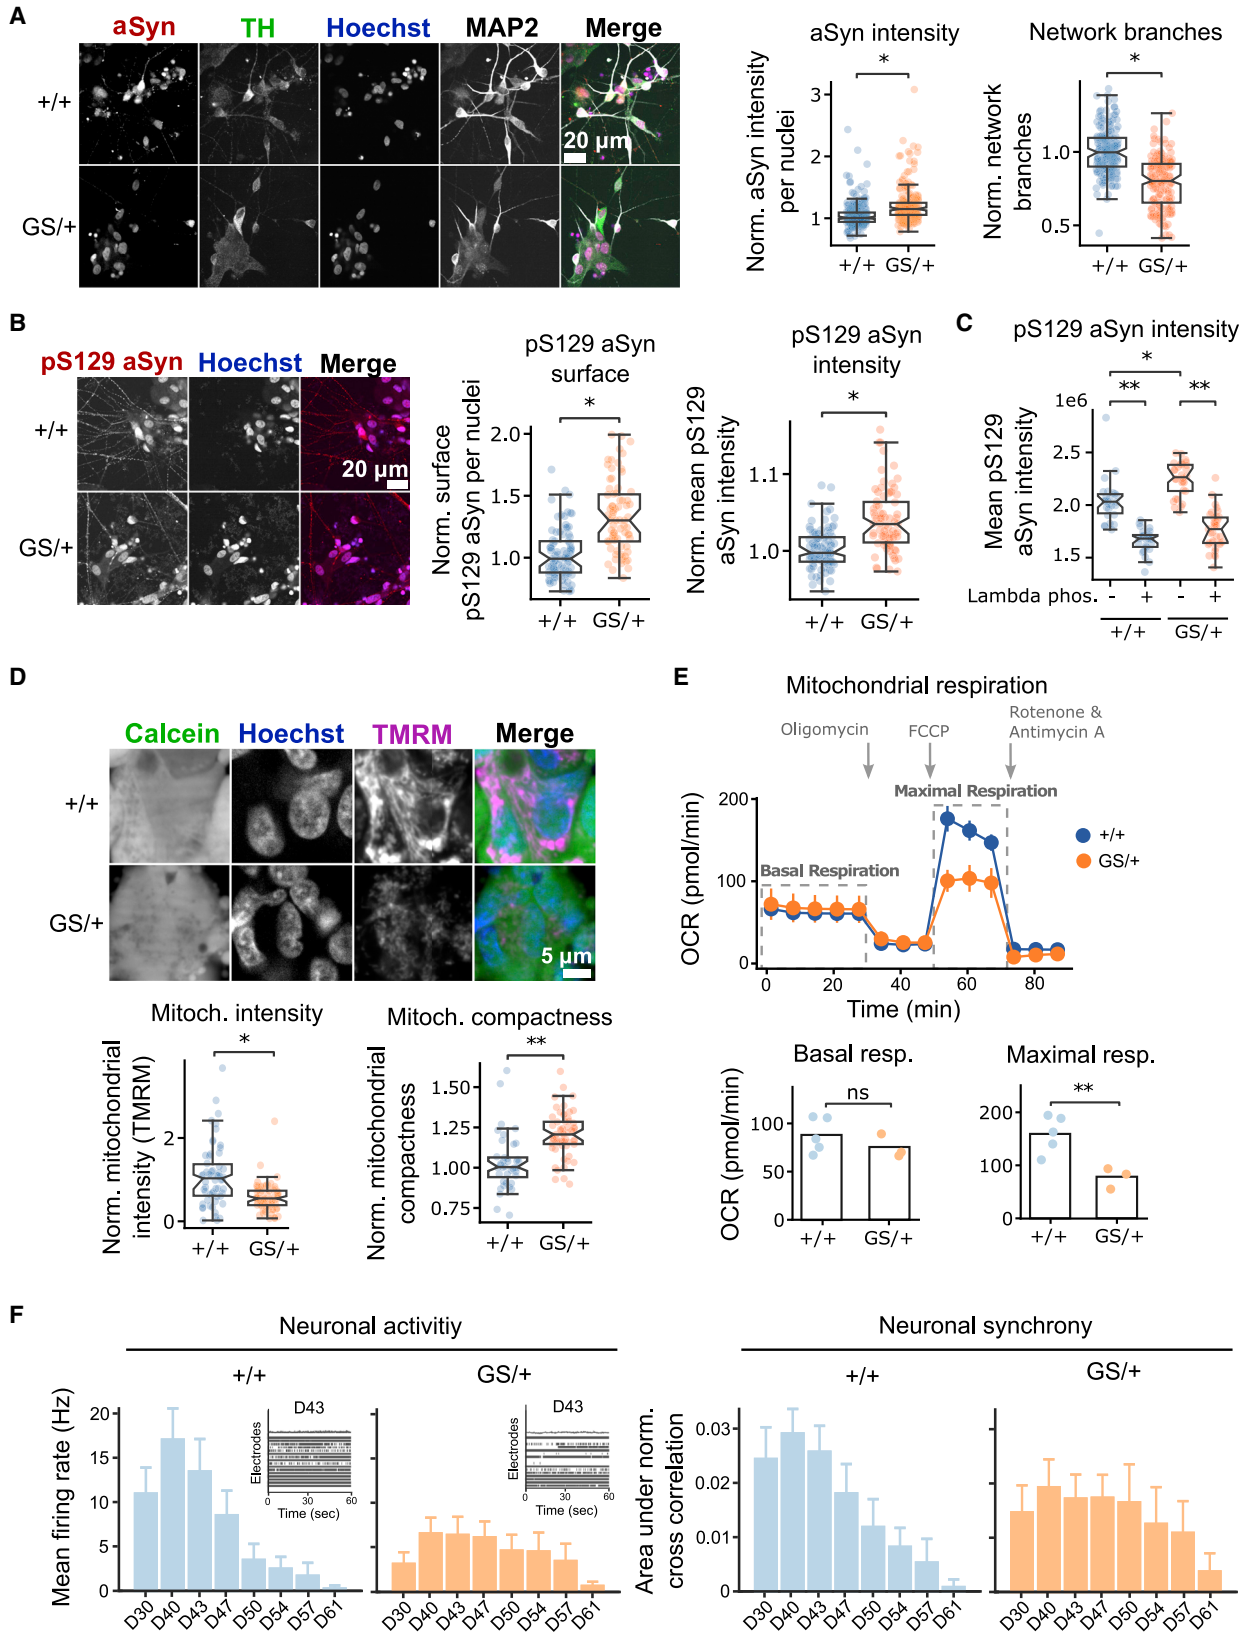 A
aSyn TH Hoechst MAP2 Merge
+/+
20 µm
GS/+
aSyn intensity
*
Norm. aSyn intensity
per nuclei
3
2
1
+/+ GS/+
Network branches
*
Norm. network
branches
1.0
0.5
+/+ GS/+
B
pS129 aSyn Hoechst Merge
+/+
20 µm
GS/+
pS129 aSyn
surface
*
Norm. surface
pS129 aSyn per nuclei
2.0
1.5
1.0
+/+ GS/+
pS129 aSyn
intensity
*
Norm. mean pS129
aSyn intensity
1.1
1.0
+/+ GS/+
C
pS129 aSyn intensity
*
** **
1e6
Mean pS129
aSyn intensity
2.5
2.0
1.5
Lambda phos. - + - +
+/+ GS/+
D
Calcein Hoechst TMRM Merge
+/+
GS/+
5 µm
Mitoch. intensity
*
Norm. mitochondrial
intensity (TMRM)
2
0
+/+ GS/+
Mitoch. compactness
**
Norm. mitochondrial
compactness
1.50
1.25
1.00
0.75
+/+ GS/+
E
Mitochondrial respiration
Oligomycin FCCP Rotenone &
Antimycin A
Maximal Respiration
Basal Respiration
OCR (pmol/min)
200
100
0
0 20 40 60 80
Time (min)
+/+
GS/+
Basal resp.
ns
OCR (pmol/min)
100
50
0
+/+ GS/+
Maximal resp.
**
200
100
0
+/+ GS/+
F
Neuronal activitiy
+/+ GS/+
Mean firing rate (Hz)
20
15
10
5
0
D43
Electrodes
0 30 60
Time (sec)
D30 D40 D43 D47 D50 D54 D57 D61
D43
Electrodes
0 30 60
Time (sec)
D30 D40 D43 D47 D50 D54 D57 D61
Neuronal synchrony
+/+ GS/+
Area under norm.
cross correlation
0.03
0.02
0.01
0
D30 D40 D43 D47 D50 D54 D57 D61
D30 D40 D43 D47 D50 D54 D57 D61